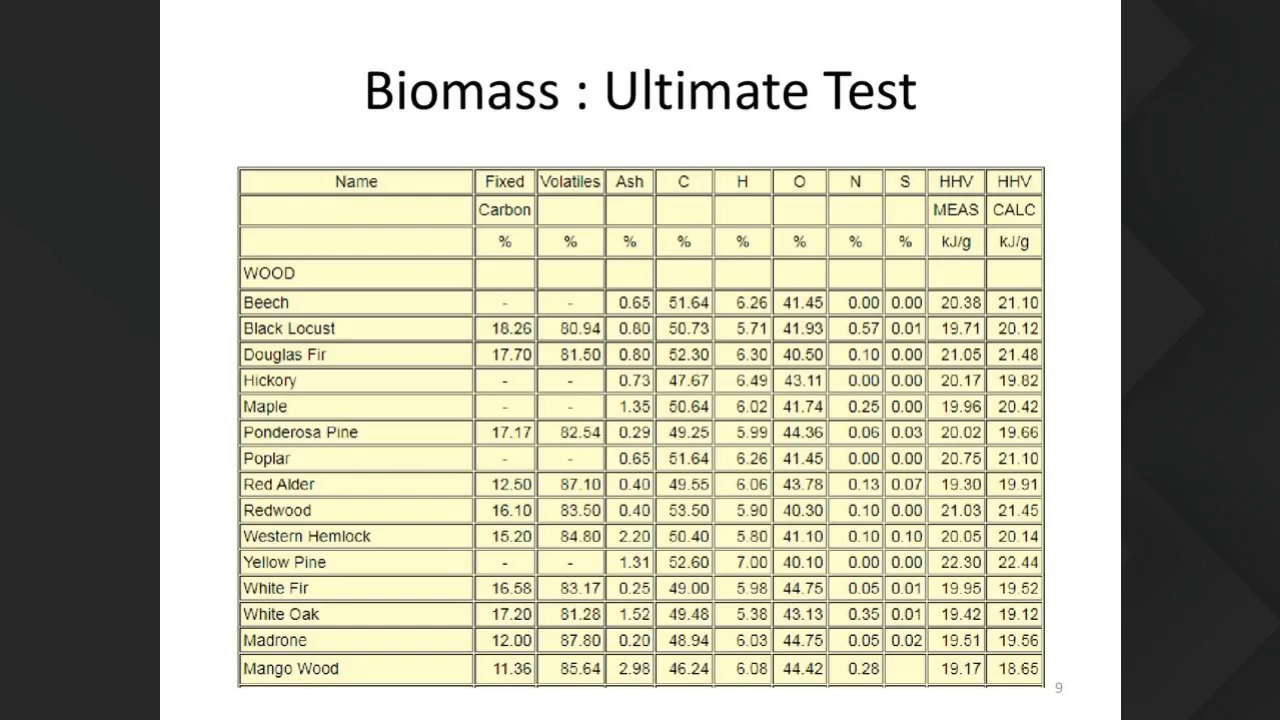 Biomass : Ultimate Test
Name Fixed Volatiles Ash C H O N S HHV HHV
Carbon MEAS CALC
% % % % % % % % kJ/g kJ/g
WOOD
Beech - - 0.65 51.64 6.26 41.45 0.00 0.00 20.38 21.10
Black Locust 18.26 80.94 0.80 50.73 5.71 41.93 0.57 0.01 19.71 20.12
Douglas Fir 17.70 81.50 0.80 52.30 6.30 40.50 0.10 0.00 21.05 21.48
Hickory - - 0.73 47.67 6.49 43.11 0.00 0.00 20.17 19.82
Maple - - 1.35 50.64 6.02 41.74 0.25 0.00 19.96 20.42
Ponderosa Pine 17.17 82.54 0.29 49.25 5.99 44.36 0.06 0.03 20.02 19.66
Poplar - - 0.65 51.64 6.26 41.45 0.00 0.00 20.75 21.10
Red Alder 12.50 87.10 0.40 49.55 6.06 43.78 0.13 0.07 19.30 19.91
Redwood 16.10 83.50 0.40 53.50 5.90 40.30 0.10 0.00 21.03 21.45
Western Hemlock 15.20 84.80 2.20 50.40 5.80 41.10 0.10 0.10 20.05 20.14
Yellow Pine - - 1.31 52.60 7.00 40.10 0.00 0.00 22.30 22.44
White Fir 16.58 83.17 0.25 49.00 5.98 44.75 0.05 0.01 19.95 19.52
White Oak 17.20 81.28 1.52 49.48 5.38 43.13 0.35 0.01 19.42 19.12
Madrone 12.00 87.80 0.20 48.94 6.03 44.75 0.05 0.02 19.51 19.56
Mango Wood 11.36 85.64 2.98 46.24 6.08 44.42 0.28 19.17 18.65
9